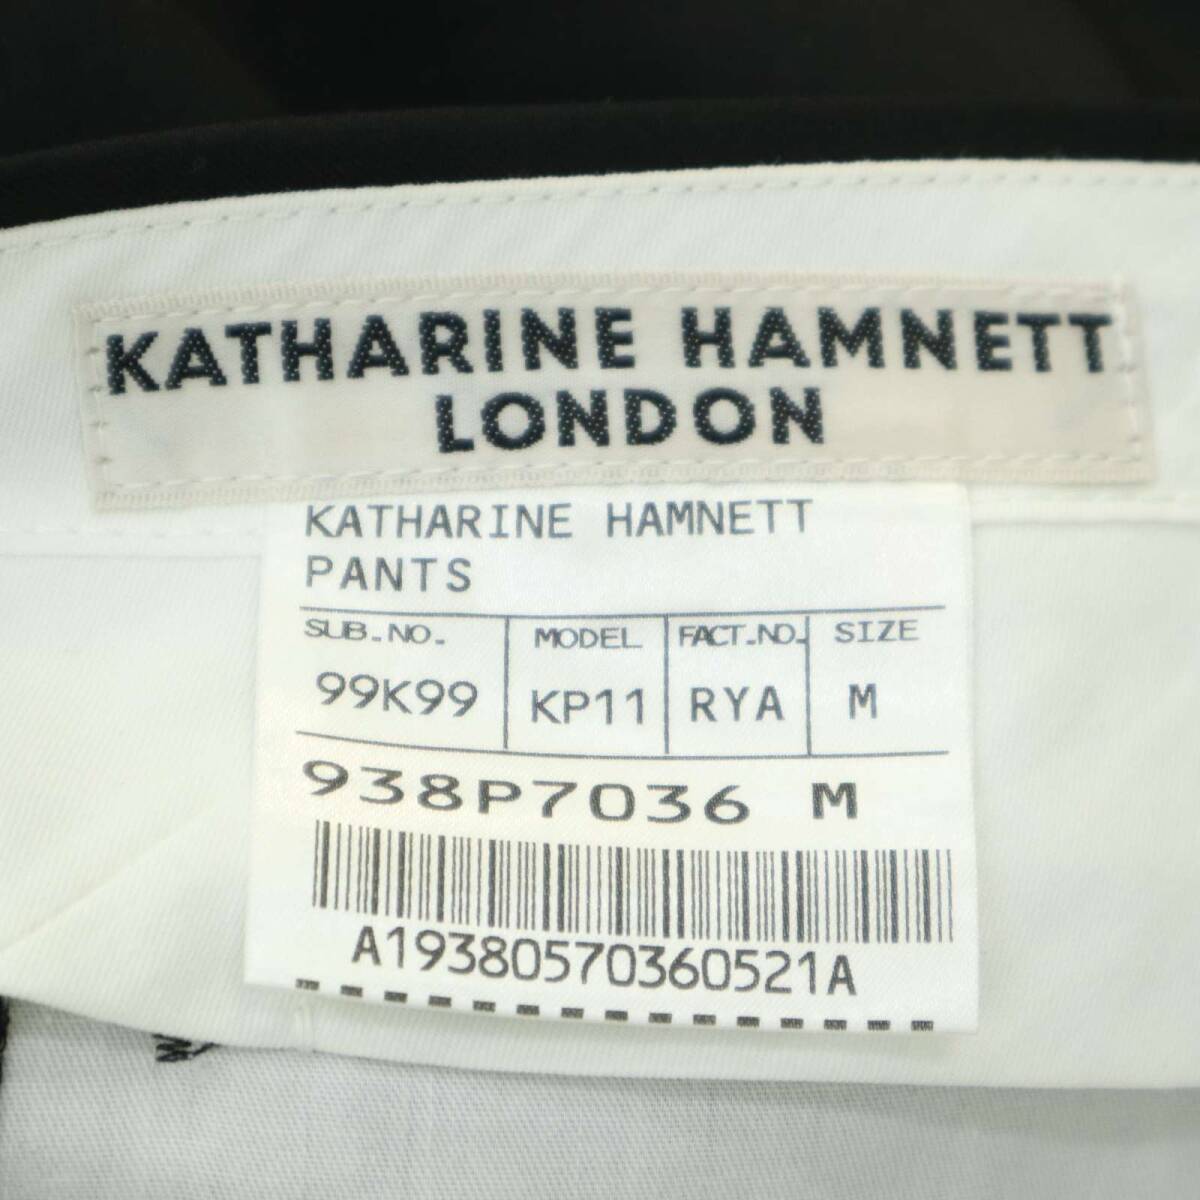 KATHARINE HAMNETT
LONDON
KATHARINE HAMNETT
PANTS
SUB.NO. MODEL FACT.NO. SIZE
99K99 KP11 RYA M
938P7036 M
A19380570360521A